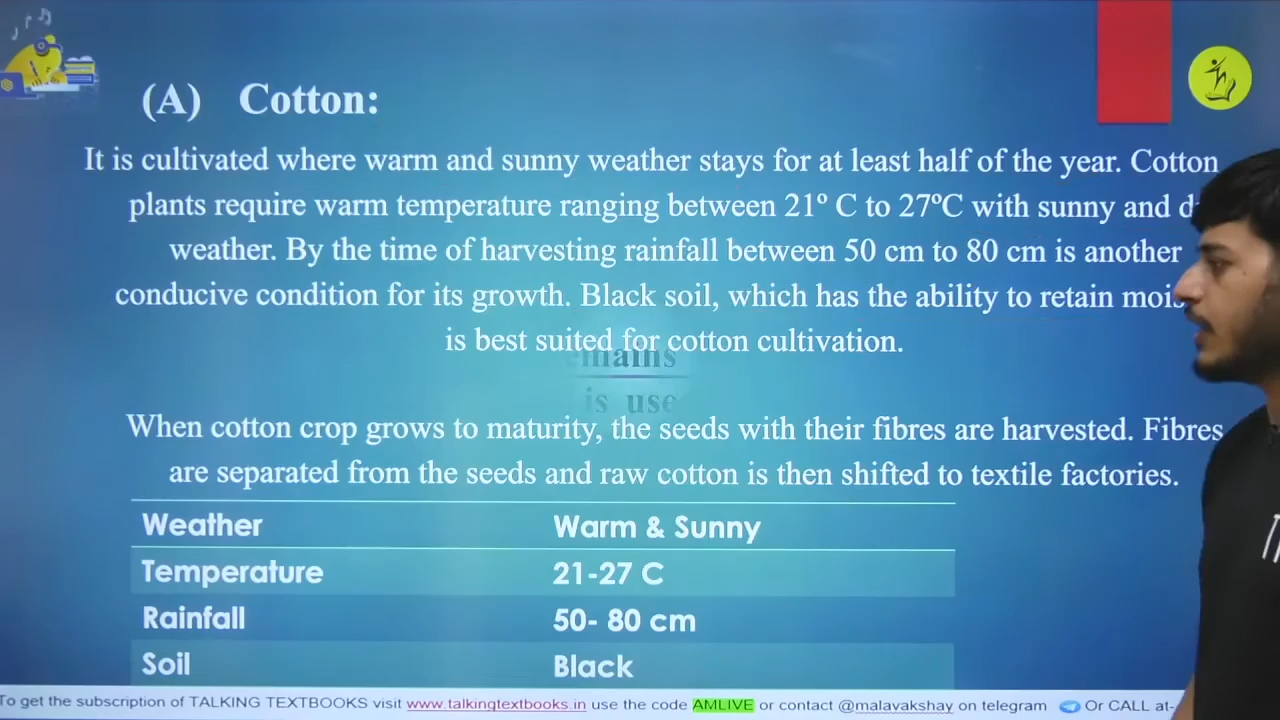 (A) Cotton:
It is cultivated where warm and sunny weather stays for at least half of the year. Cotton
plants require warm temperature ranging between 21º C to 27ºC with sunny and
weather. By the time of harvesting rainfall between 50 cm to 80 cm is another
conducive condition for its growth. Black soil, which has the ability to retain
is best suited for cotton cultivation.
mains
is use
When cotton crop grows to maturity, the seeds with their fibres are harvested. Fibres
are separated from the seeds and raw cotton is then shifted to textile factories.
Weather Warm & Sunny
Temperature 21-27 C
Rainfall 50- 80 cm
Soil Black
To get the subscription of TALKING TEXTBOOKS visit www.talkingtextbooks.in use the code AMLIVE or contact @malavakshay on telegram Or CALL at-